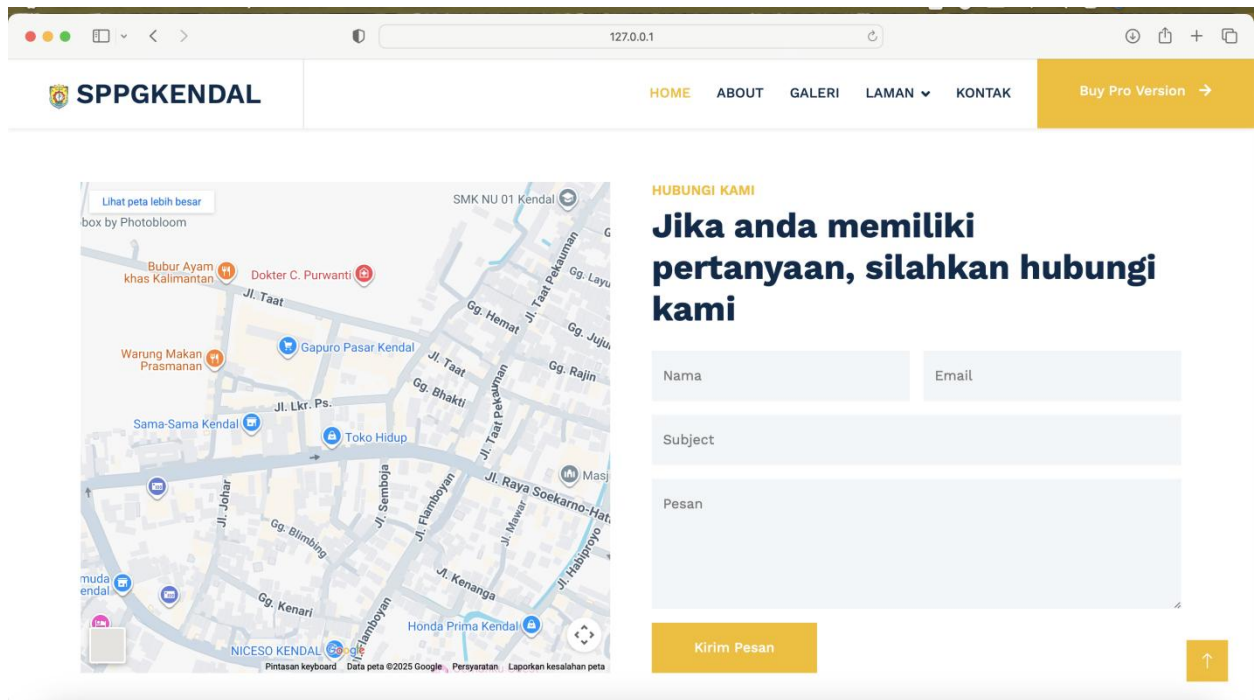 127.0.0.1
SPPGKENDAL
HOME ABOUT GALERI LAMAN KONTAK
Buy Pro Version
Lihat peta lebih besar
box by Photobloom
SMK NU 01 Kendal
Bubur Ayam
khas Kalimantan
Dokter C. Purwanti
Jl. Taat
Jl. Taat Pekauman
Gg. Layu
Gg. Hemat
Gg. Juju
Warung Makan
Prasmanan
Gapuro Pasar Kendal
Jl. Taat
Gg. Rajin
Gg. Bhakti
Jl. Taat Pekauman
Jl. Lkr. Ps.
Sama-Sama Kendal
Toko Hidup
Masj
Jl. Raya Soekarno-Hat
Jl. Johar
Jl. Semboja
Jl. Flamboyan
Jl. Mawar
Gg. Blimbing
Jl. Habiproyo
Jl. Kenanga
muda
endal
Gg. Kenari
Flamboyan
Honda Prima Kendal
NICESO KENDAL
Google
Pintasan keyboard Data peta ©2025 Google Persyaratan Laporkan kesalahan peta
HUBUNGI KAMI
Jika anda memiliki
pertanyaan, silahkan hubungi
kami
Nama
Email
Subject
Pesan
Kirim Pesan